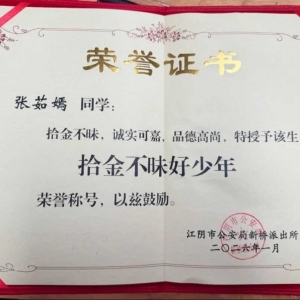 荣誉证书
张茹嫣 同学：
拾金不昧，诚实可嘉，品德高尚，特授予该生
拾金不昧好少年
荣誉称号，以兹鼓励。
江阴市公安局新桥派出所
二〇二六年一月